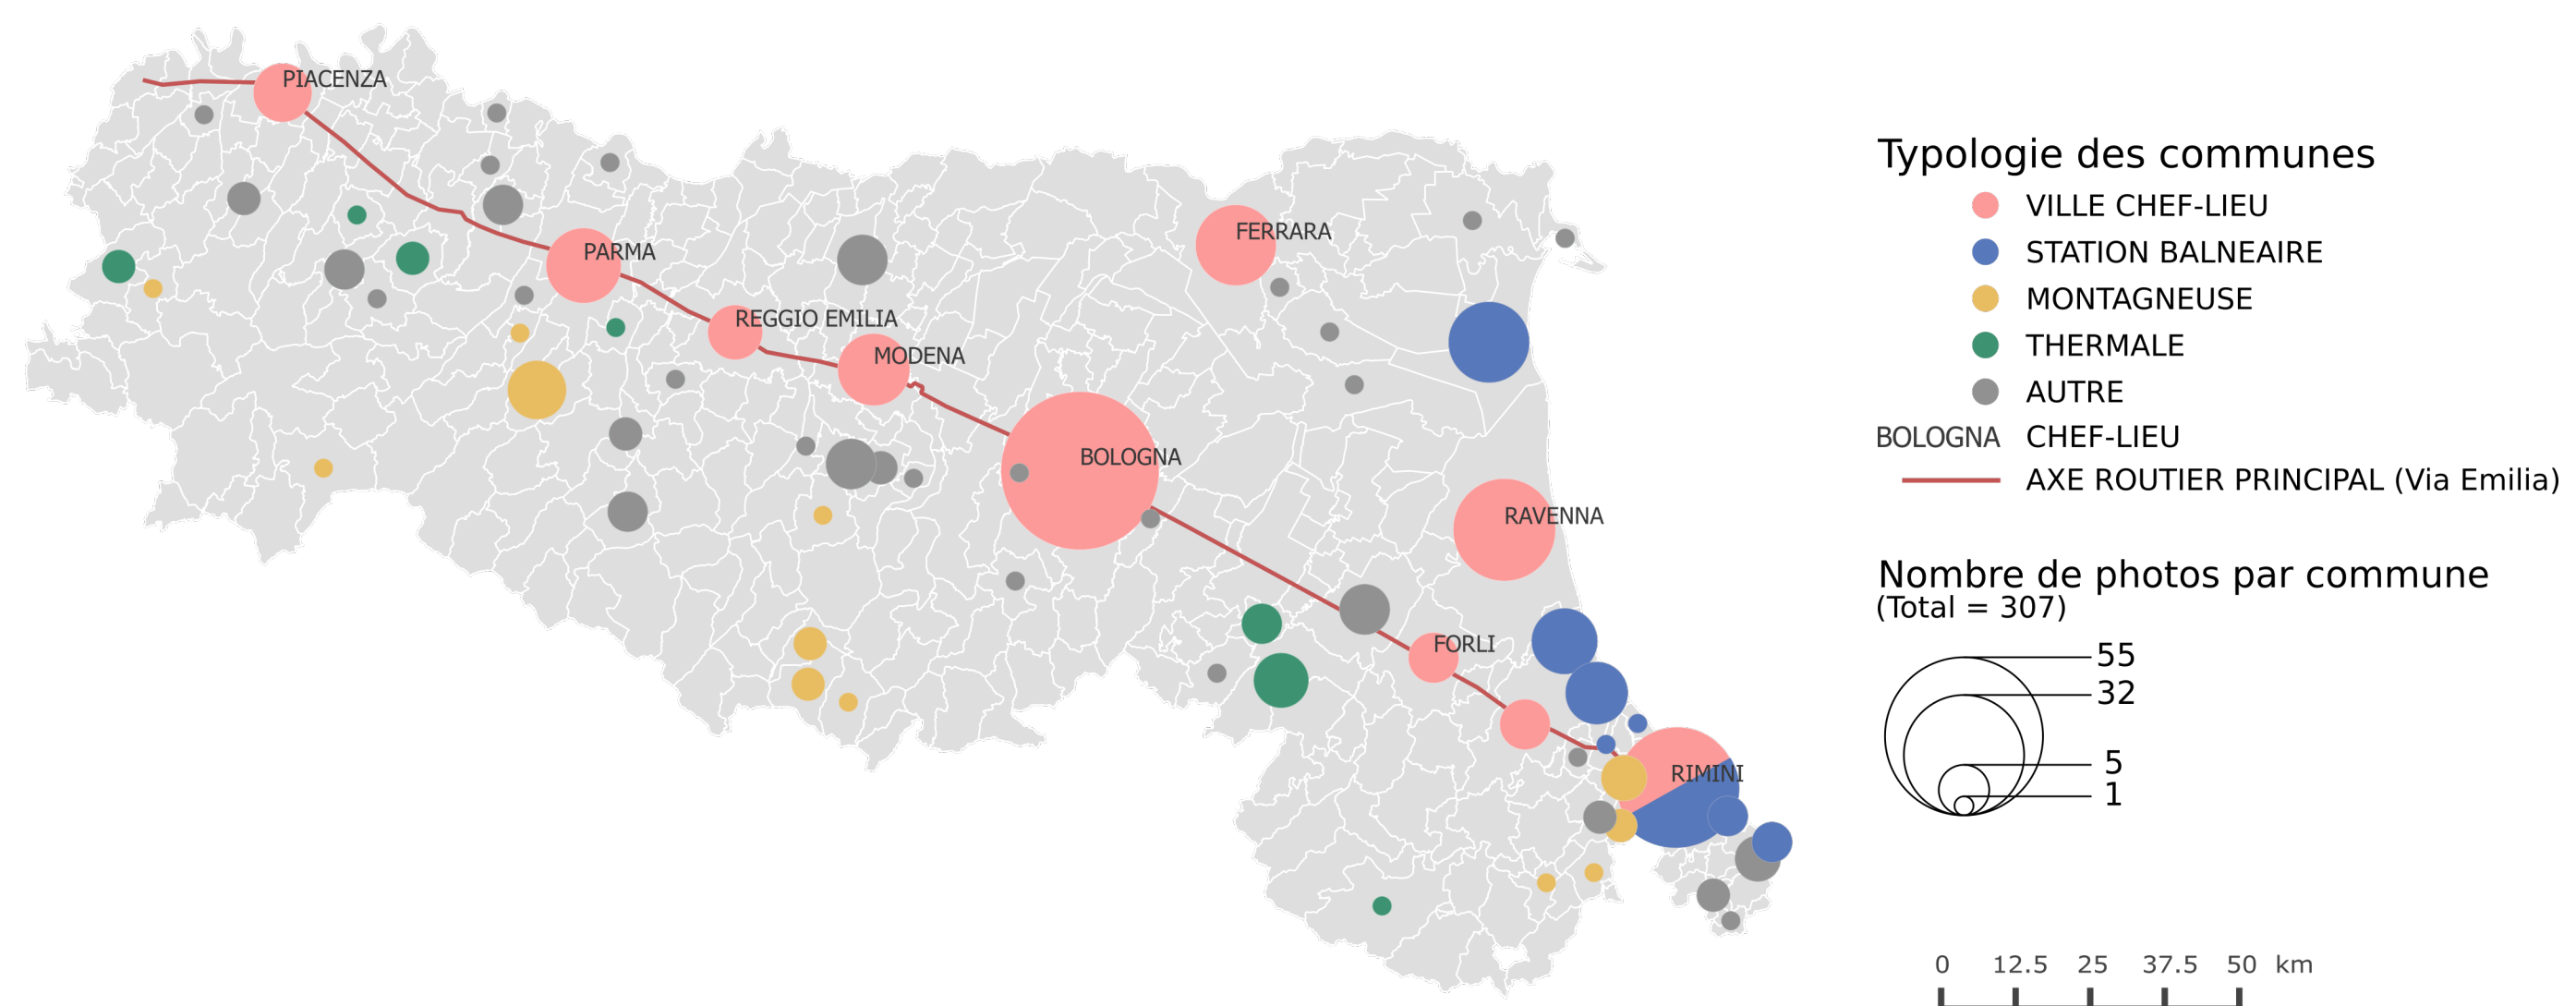 PIACENZA
PARMA
FERRARA
REGGIO EMILIA
MODENA
BOLOGNA
RAVENNA
FORLI
RIMINI
Typologie des communes
VILLE CHEF-LIEU
STATION BALNEAIRE
MONTAGNEUSE
THERMALE
AUTRE
BOLOGNA CHEF-LIEU
AXE ROUTIER PRINCIPAL (Via Emilia)
Nombre de photos par commune
(Total = 307)
55
32
5
1
0 12.5 25 37.5 50 km